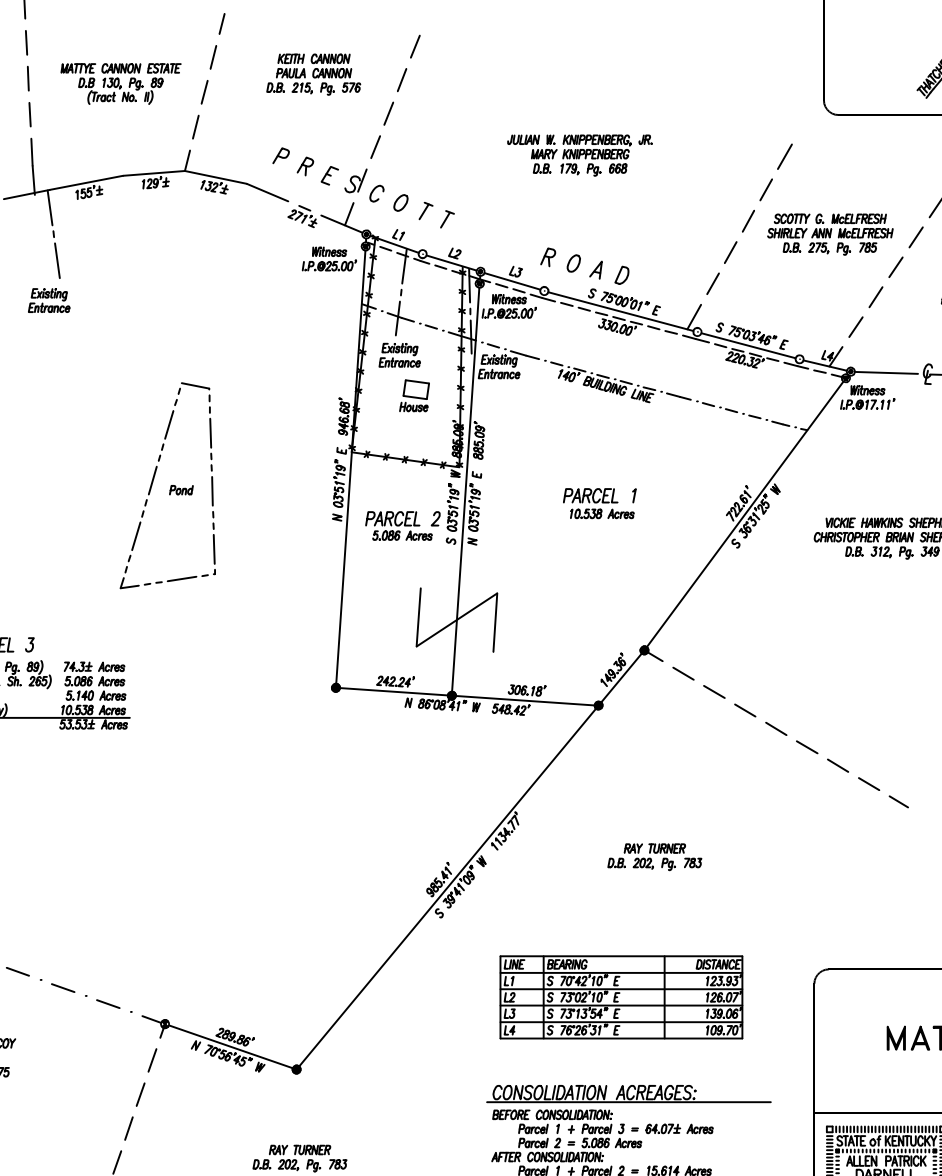 MATTYE CANNON ESTATE
D.B 130, Pg. 89
(Tract No. II)
KEITH CANNON
PAULA CANNON
D.B. 215, Pg. 576
JULIAN W. KNIPPENBERG, JR.
MARY KNIPPENBERG
D.B. 179, Pg. 668
SCOTTY G. McELFRESH
SHIRLEY ANN McELFRESH
D.B. 275, Pg. 785
PRESCOTT ROAD
155'±
129'±
132'±
271'±
L1
L2
L3
S 75°00'01" E
330.00'
S 75°03'46" E
220.32'
L4
Witness
I.P.@25.00'
Witness
I.P.@25.00'
Witness
I.P.@17.11'
Existing
Entrance
Existing
Entrance
Existing
Entrance
House
140' BUILDING LINE
Pond
N 03°51'19" E 946.68'
S 03°51'19" W 885.09'
N 03°51'19" E 885.09'
PARCEL 2
5.086 Acres
PARCEL 1
10.538 Acres
722.61'
S 36°31'25" W
VICKIE HAWKINS SHEPH
CHRISTOPHER BRIAN SHEP
D.B. 312, Pg. 349
EL 3
Pg. 89) 74.3± Acres
. Sh. 265) 5.086 Acres
5.140 Acres
y) 10.538 Acres
53.53± Acres
242.24'
306.18'
N 86°08'41" W 548.42'
149.36'
985.41'
S 39°41'09" W 1134.77'
RAY TURNER
D.B. 202, Pg. 783
289.86'
N 70°56'45" W
COY
75
RAY TURNER
D.B. 202, Pg. 783
LINE BEARING DISTANCE
L1 S 70°42'10" E 123.93'
L2 S 73°02'10" E 126.07'
L3 S 73°13'54" E 139.06'
L4 S 76°26'31" E 109.70'
CONSOLIDATION ACREAGES:
BEFORE CONSOLIDATION:
Parcel 1 + Parcel 3 = 64.07± Acres
Parcel 2 = 5.086 Acres
AFTER CONSOLIDATION:
Parcel 1 + Parcel 2 = 15.614 Acres
MAT
STATE of KENTUCKY
ALLEN PATRICK
DARNELL